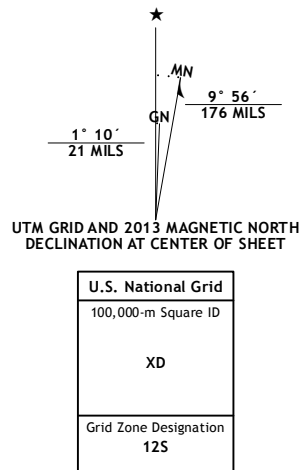 MN
GN
9° 56´
176 MILS
1° 10´
21 MILS
UTM GRID AND 2013 MAGNETIC NORTH
DECLINATION AT CENTER OF SHEET
U.S. National Grid
100,000-m Square ID
XD
Grid Zone Designation
12S